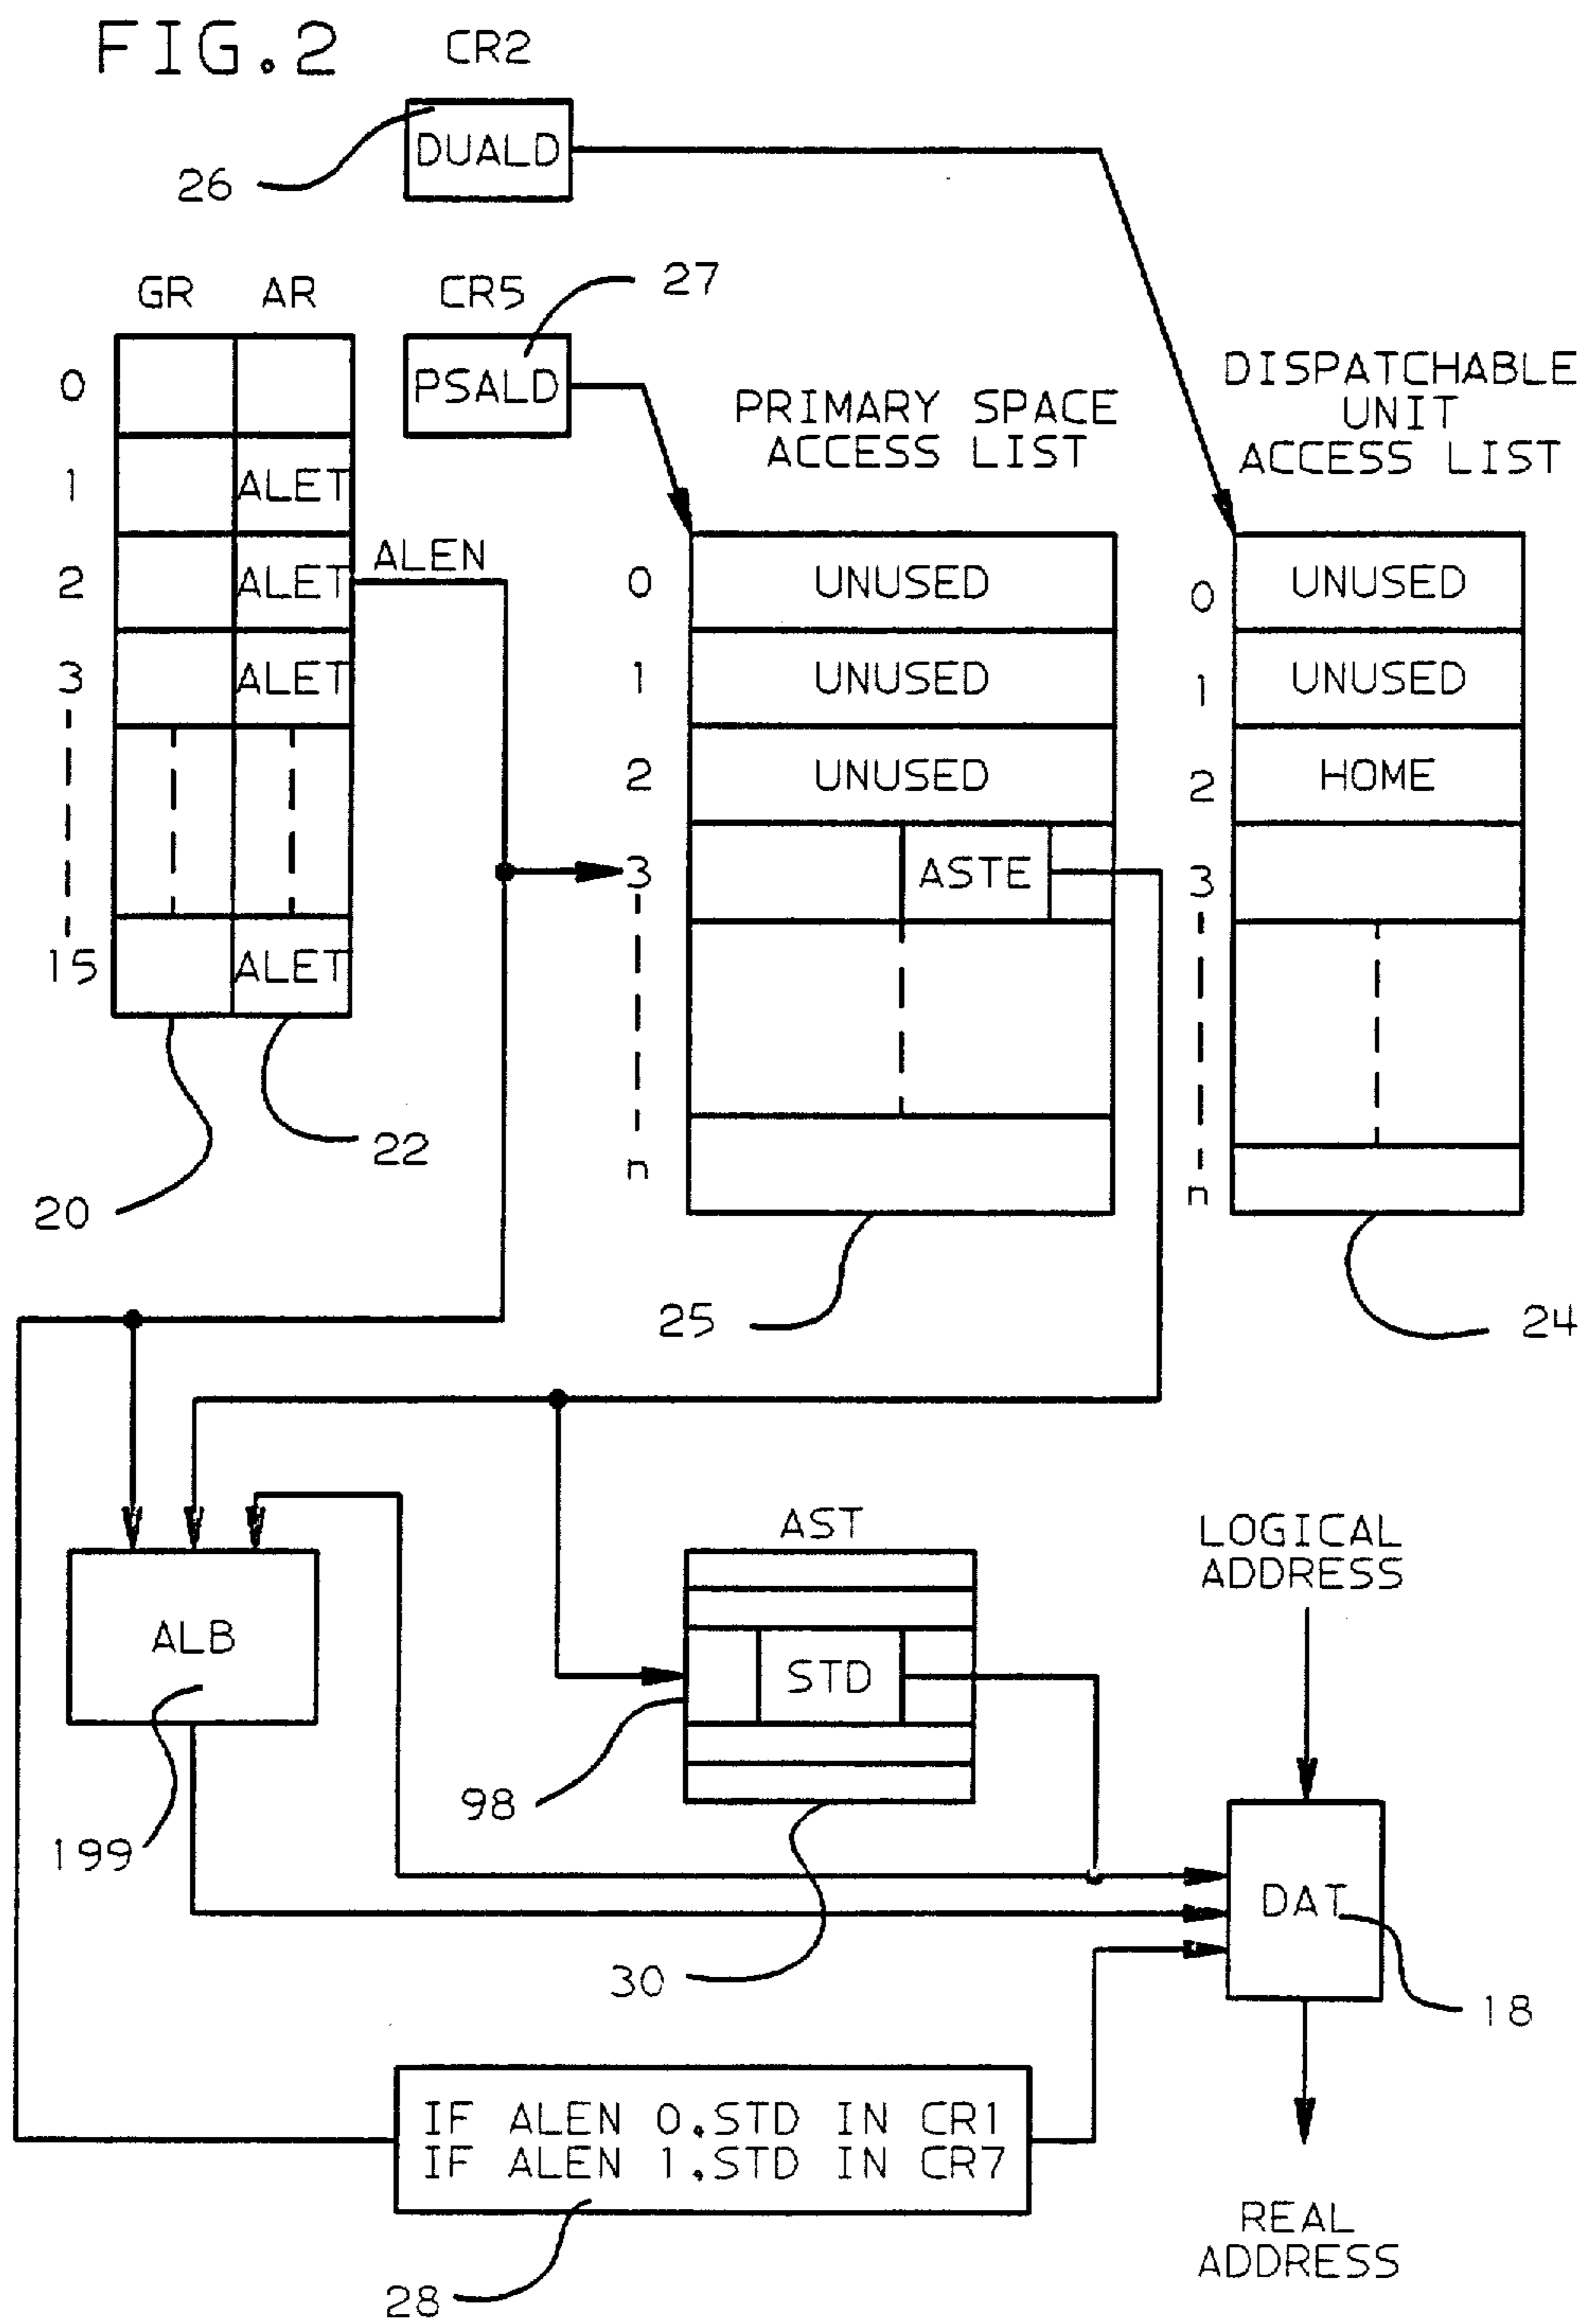 FIG.2
CR2
DUALD
26
GR
AR
CR5
27
PSALD
0
1
2
3
15
ALET
ALET
ALET
ALET
ALEN
20
22
PRIMARY SPACE
ACCESS LIST
0
1
2
3
n
UNUSED
UNUSED
UNUSED
ASTE
25
DISPATCHABLE
UNIT
ACCESS LIST
0
1
2
3
n
UNUSED
UNUSED
HOME
24
ALB
199
AST
STD
98
30
LOGICAL
ADDRESS
DAT
18
IF ALEN 0.STD IN CR1
IF ALEN 1.STD IN CR7
28
REAL
ADDRESS